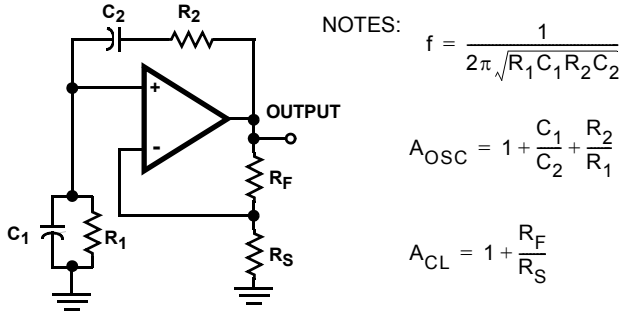 C2 R2
NOTES:
f = 1 / 2π√R1C1R2C2
+
-
OUTPUT
AOSC = 1 + C1/C2 + R2/R1
RF
C1 R1
RS
ACL = 1 + RF/RS